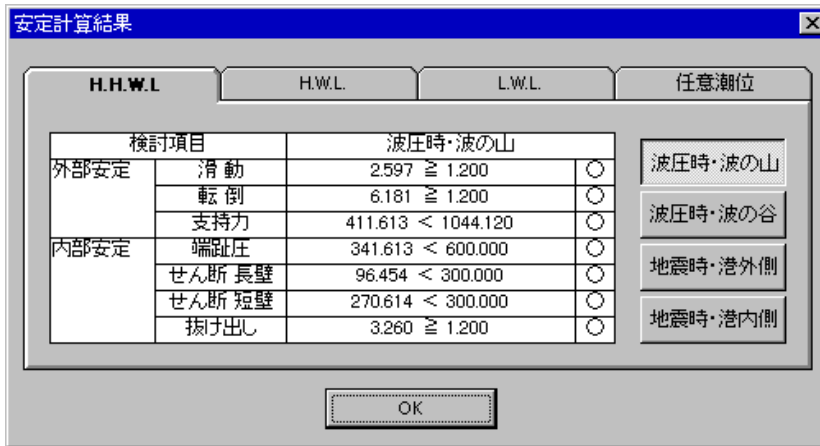 安定計算結果
H.H.W.L H.W.L. L.W.L. 任意潮位
検討項目 波圧時・波の山
外部安定 滑 動 2.597 ≧ 1.200 ○
転 倒 6.181 ≧ 1.200 ○
支持力 411.613 < 1044.120 ○
内部安定 端趾圧 341.613 < 600.000 ○
せん断 長壁 96.454 < 300.000 ○
せん断 短壁 270.614 < 300.000 ○
抜け出し 3.260 ≧ 1.200 ○
波圧時・波の山
波圧時・波の谷
地震時・港外側
地震時・港内側
OK